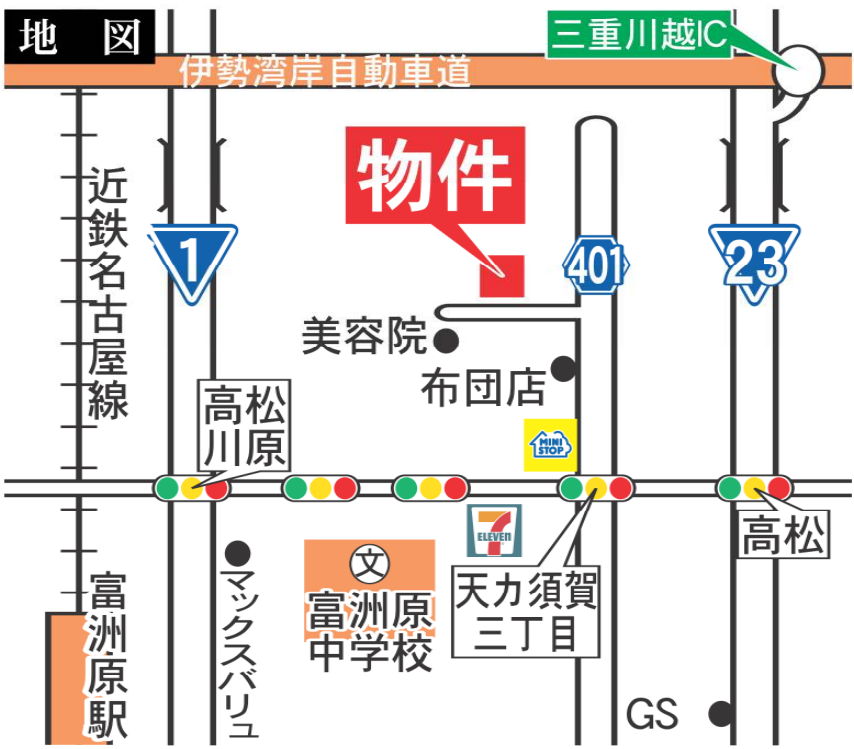 地 図
三重川越IC
伊勢湾岸自動車道
物件
近鉄名古屋線
1
401
23
美容院
布団店
高松
川原
MINI
STOP
7
ELEVEN
高松
文
富洲原
中学校
天力須賀
三丁目
富洲原駅
マックスバリュ
GS